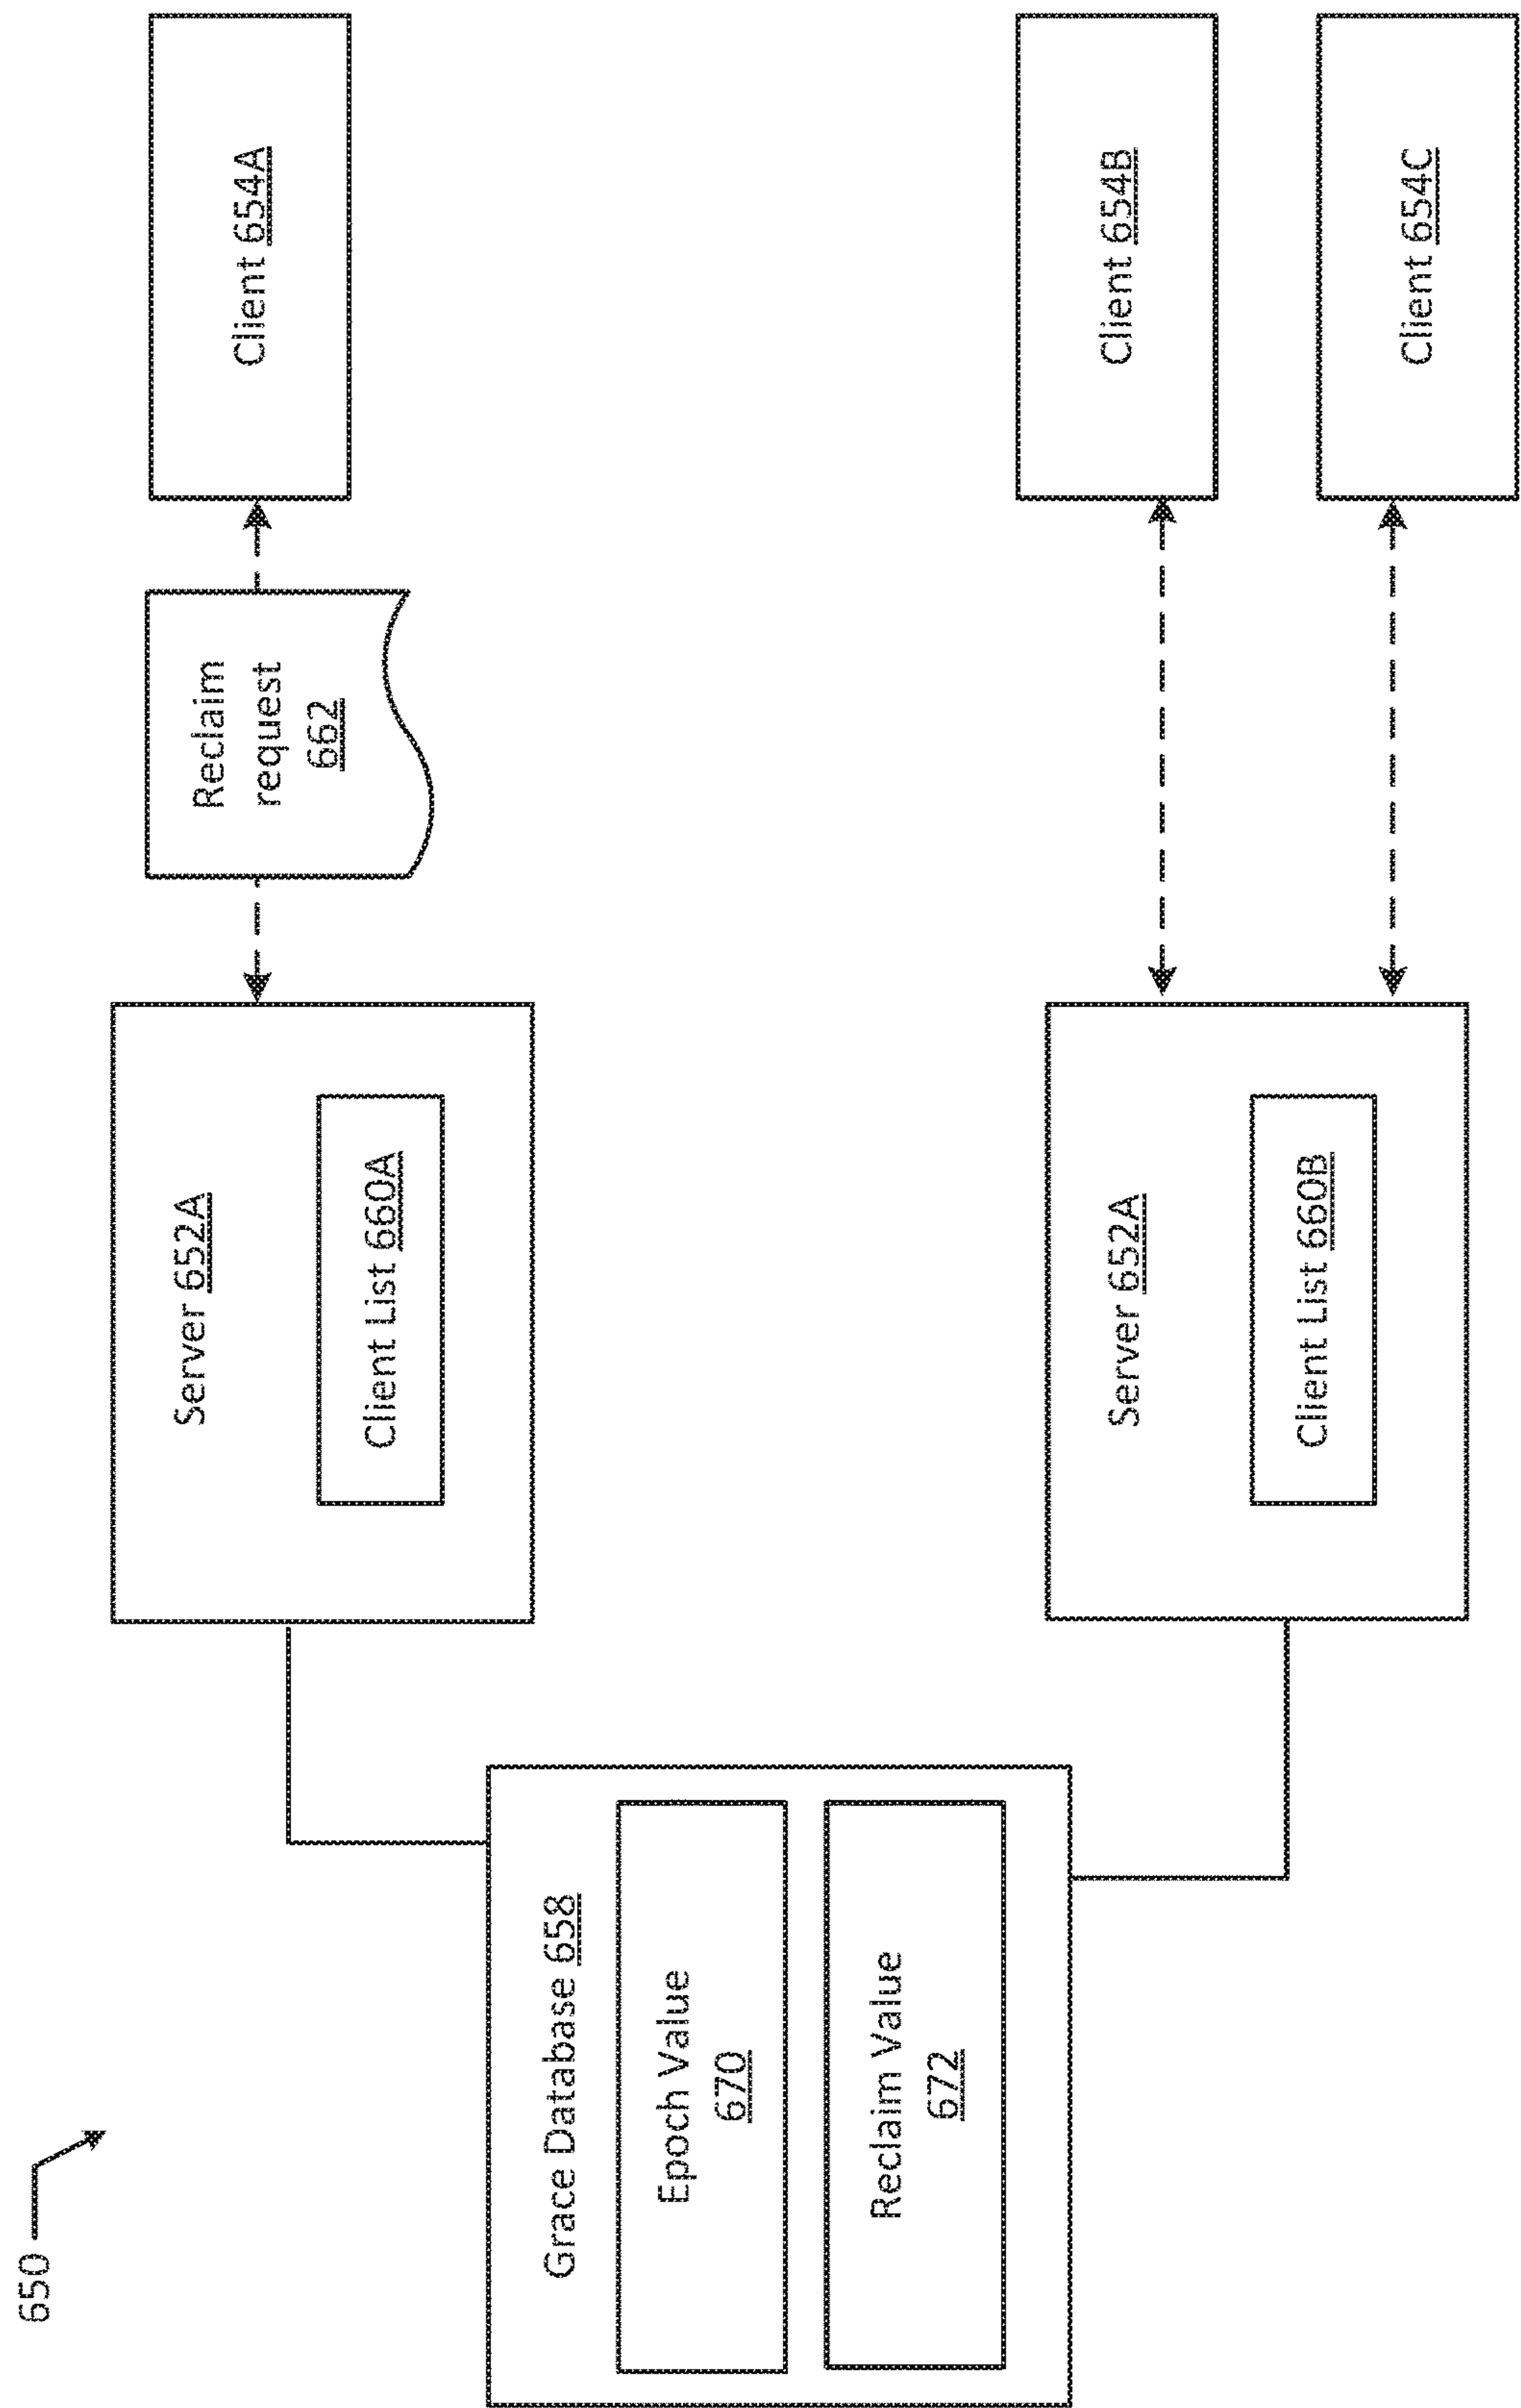 650
Grace Database 658
Epoch Value
670
Reclaim Value
672
Server 652A
Client List 660A
Server 652A
Client List 660B
Reclaim
request
662
Client 654A
Client 654B
Client 654C